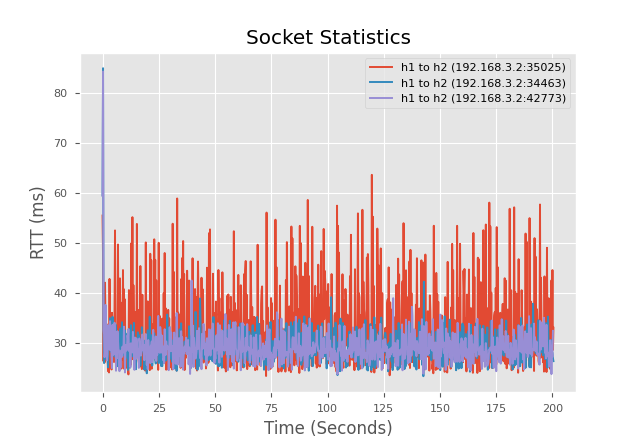 Socket Statistics
h1 to h2 (192.168.3.2:35025)
h1 to h2 (192.168.3.2:34463)
h1 to h2 (192.168.3.2:42773)
RTT (ms)
80
70
60
50
40
30
0 25 50 75 100 125 150 175 200
Time (Seconds)